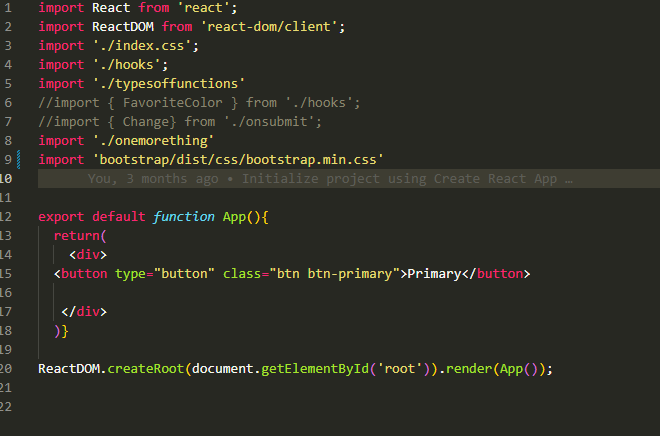 1 import React from 'react';
2 import ReactDOM from 'react-dom/client';
3 import './index.css';
4 import './hooks';
5 import './typesoffunctions'
6 //import { FavoriteColor } from './hooks';
7 //import { Change} from './onsubmit';
8 import './onemorething'
9 import 'bootstrap/dist/css/bootstrap.min.css'
10 You, 3 months ago • Initialize project using Create React App …
11
12 export default function App(){
13 return(
14 <div>
15 <button type="button" class="btn btn-primary">Primary</button>
16
17 </div>
18 )}
19
20 ReactDOM.createRoot(document.getElementById('root')).render(App());
21
22